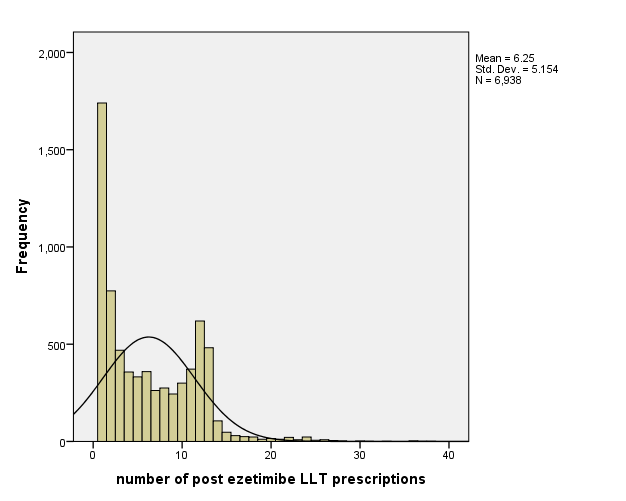 2,000
1,500
1,000
500
0
Frequency
0 10 20 30 40
number of post ezetimibe LLT prescriptions
Mean = 6.25
Std. Dev. = 5.154
N = 6,938